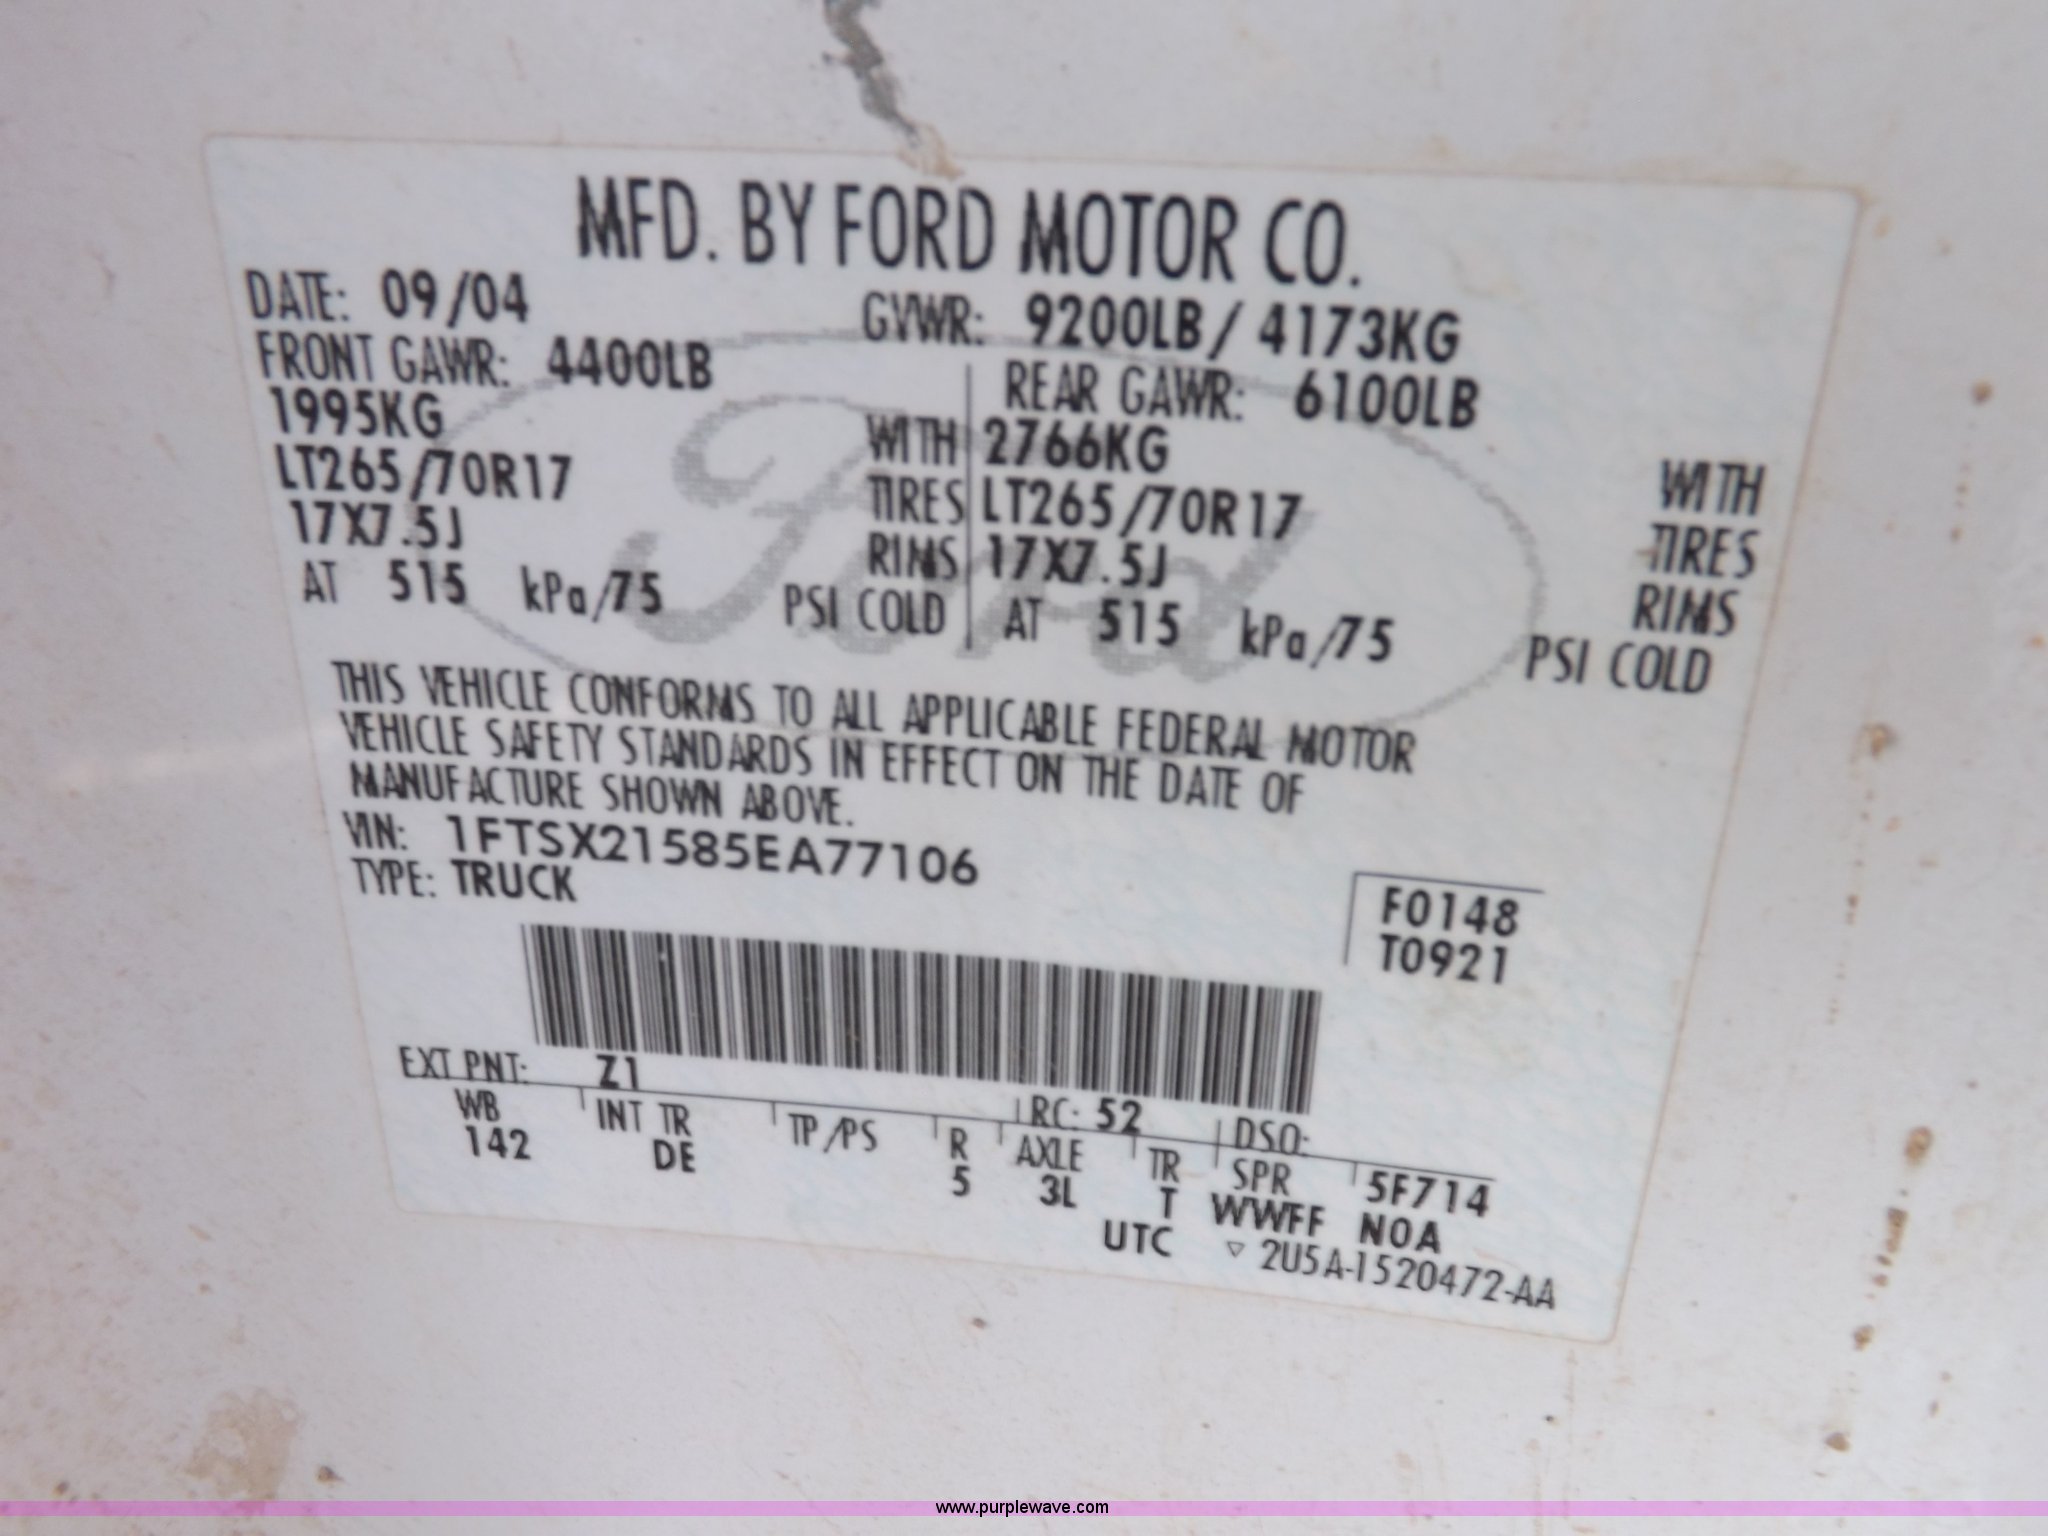 MFD. BY FORD MOTOR CO.
DATE: 09/04 GVWR: 9200LB / 4173KG
FRONT GAWR: 4400LB REAR GAWR: 6100LB
1995KG WITH 2766KG WITH
LT265/70R17 TIRES LT265/70R17 TIRES
17X7.5J RIMS 17X7.5J RIMS
AT 515 kPa/75 PSI COLD AT 515 kPa/75 PSI COLD
Ford
THIS VEHICLE CONFORMS TO ALL APPLICABLE FEDERAL MOTOR
VEHICLE SAFETY STANDARDS IN EFFECT ON THE DATE OF
MANUFACTURE SHOWN ABOVE.
VIN: 1FTSX21585EA77106
TYPE: TRUCK
F0148
T0921
EXT PNT: Z1 RC: 52 DSO:
WB INT TR TP/PS R AXLE TR SPR 5F714
142 DE 5 3L T WWFF N0A
UTC ▽ 2U5A-1520472-AA
www.purplewave.com